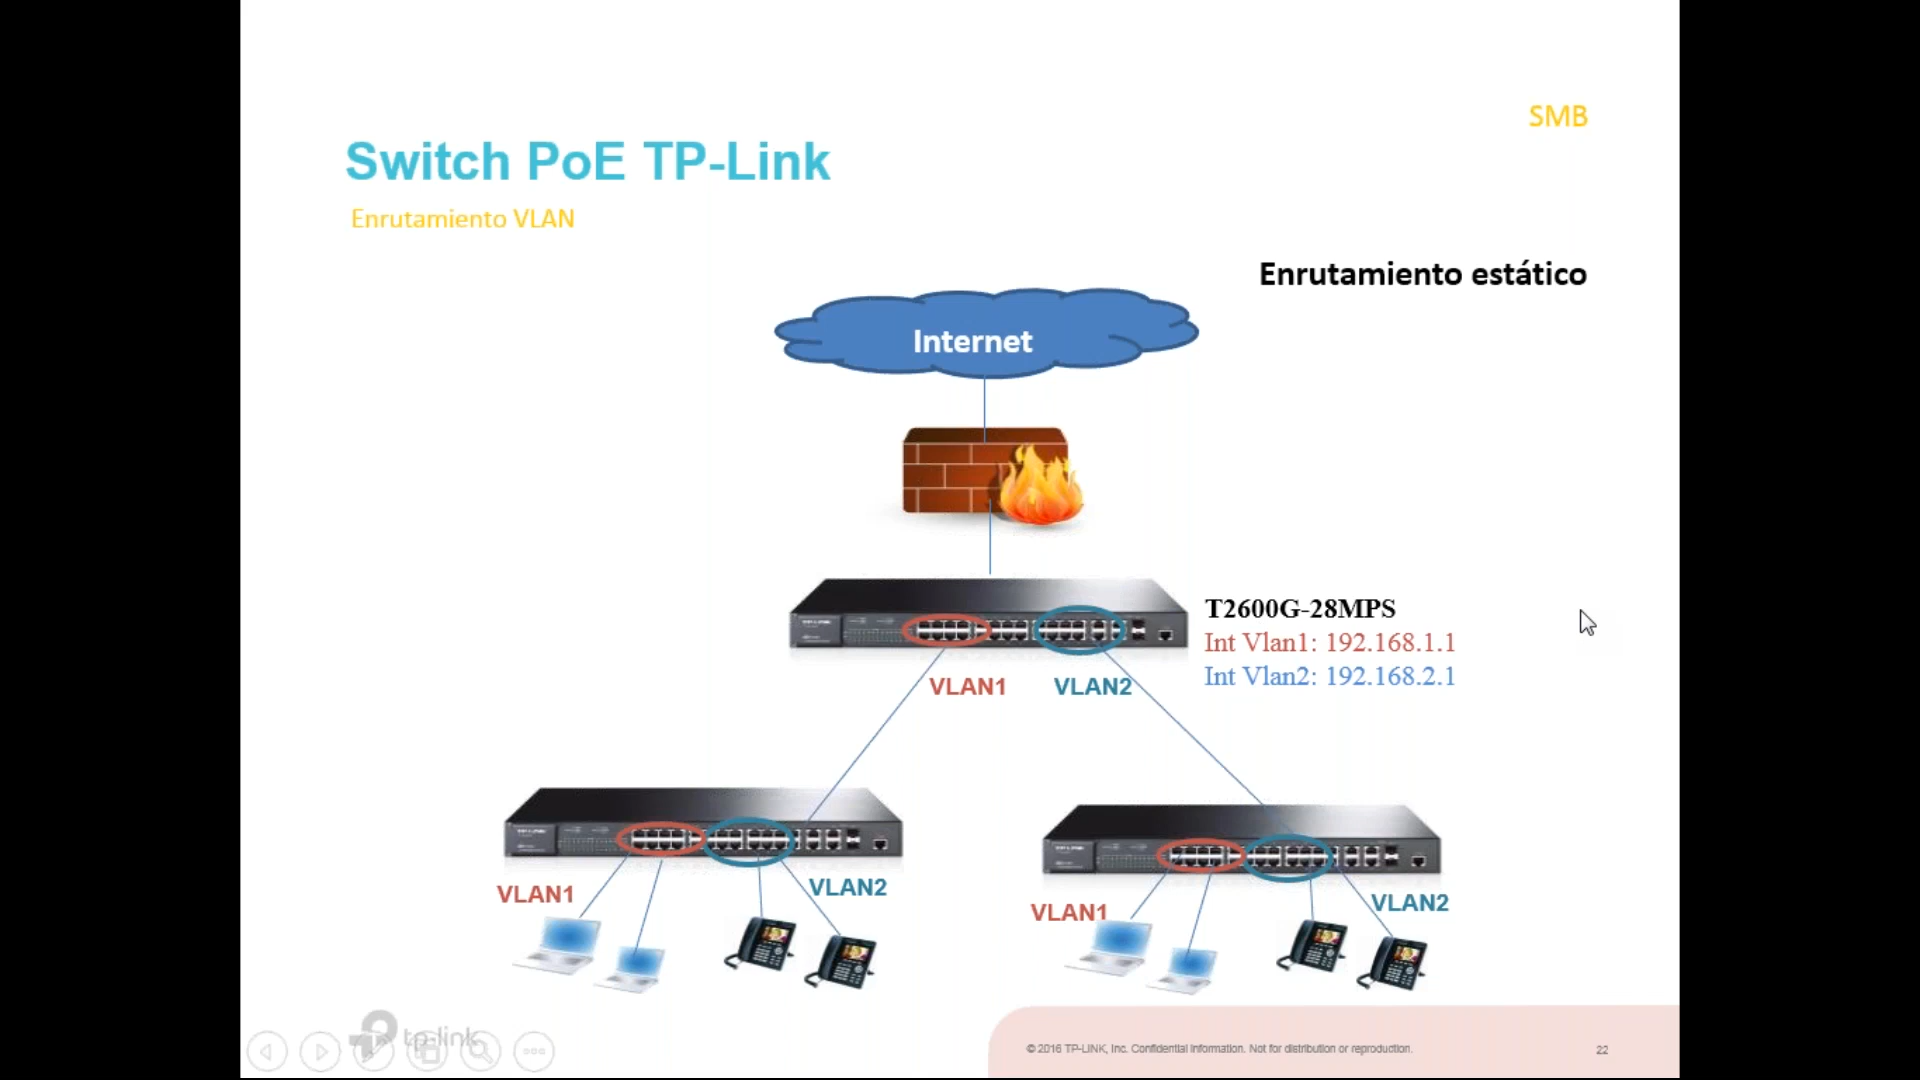 SMB
Switch PoE TP-Link
Enrutamiento VLAN
Enrutamiento estático
Internet
T2600G-28MPS
Int Vlan1: 192.168.1.1
Int Vlan2: 192.168.2.1
VLAN1
VLAN2
VLAN1
VLAN2
VLAN1
VLAN2
tp-link
© 2016 TP-LINK, Inc. Confidential Information. Not for distribution or reproduction.
22